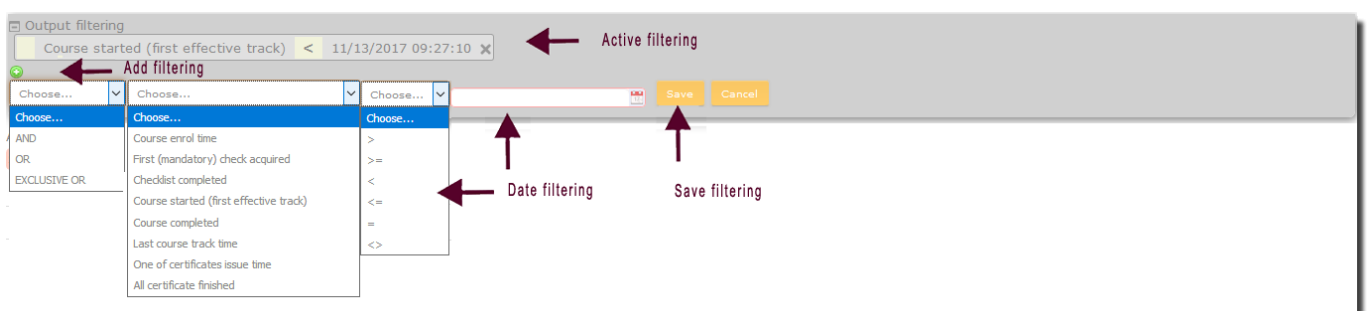 Output filtering
Course started (first effective track) < 11/13/2017 09:27:10 x
Active filtering
Add filtering
Choose... Choose... Choose... Save Cancel
Choose... Choose... Choose...
AND Course enrol time >
OR First (mandatory) check acquired >=
EXCLUSIVE OR Checklist completed <
Course started (first effective track) <=
Course completed =
Last course track time <>
One of certificates issue time
All certificate finished
Date filtering
Save filtering